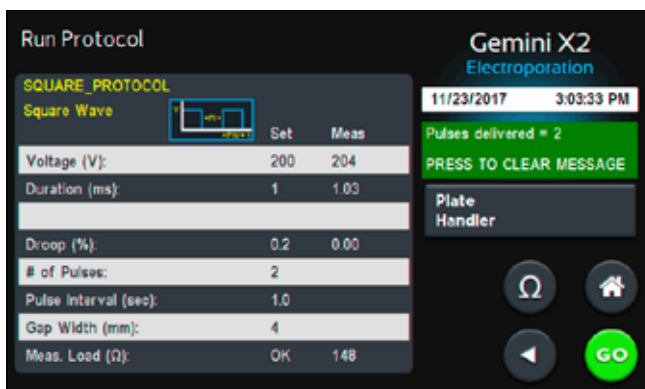 Run Protocol
Gemini X2
Electroporation
SQUARE_PROTOCOL
Square Wave
Set Meas
11/23/2017 3:03:33 PM
Pulses delivered = 2
PRESS TO CLEAR MESSAGE
Voltage (V): 200 204
Duration (ms): 1 1.03
Plate
Handler
Droop (%): 0.2 0.00
# of Pulses: 2
Pulse Interval (sec): 1.0
Gap Width (mm): 4
Meas. Load (Ω): OK 148
Ω
GO